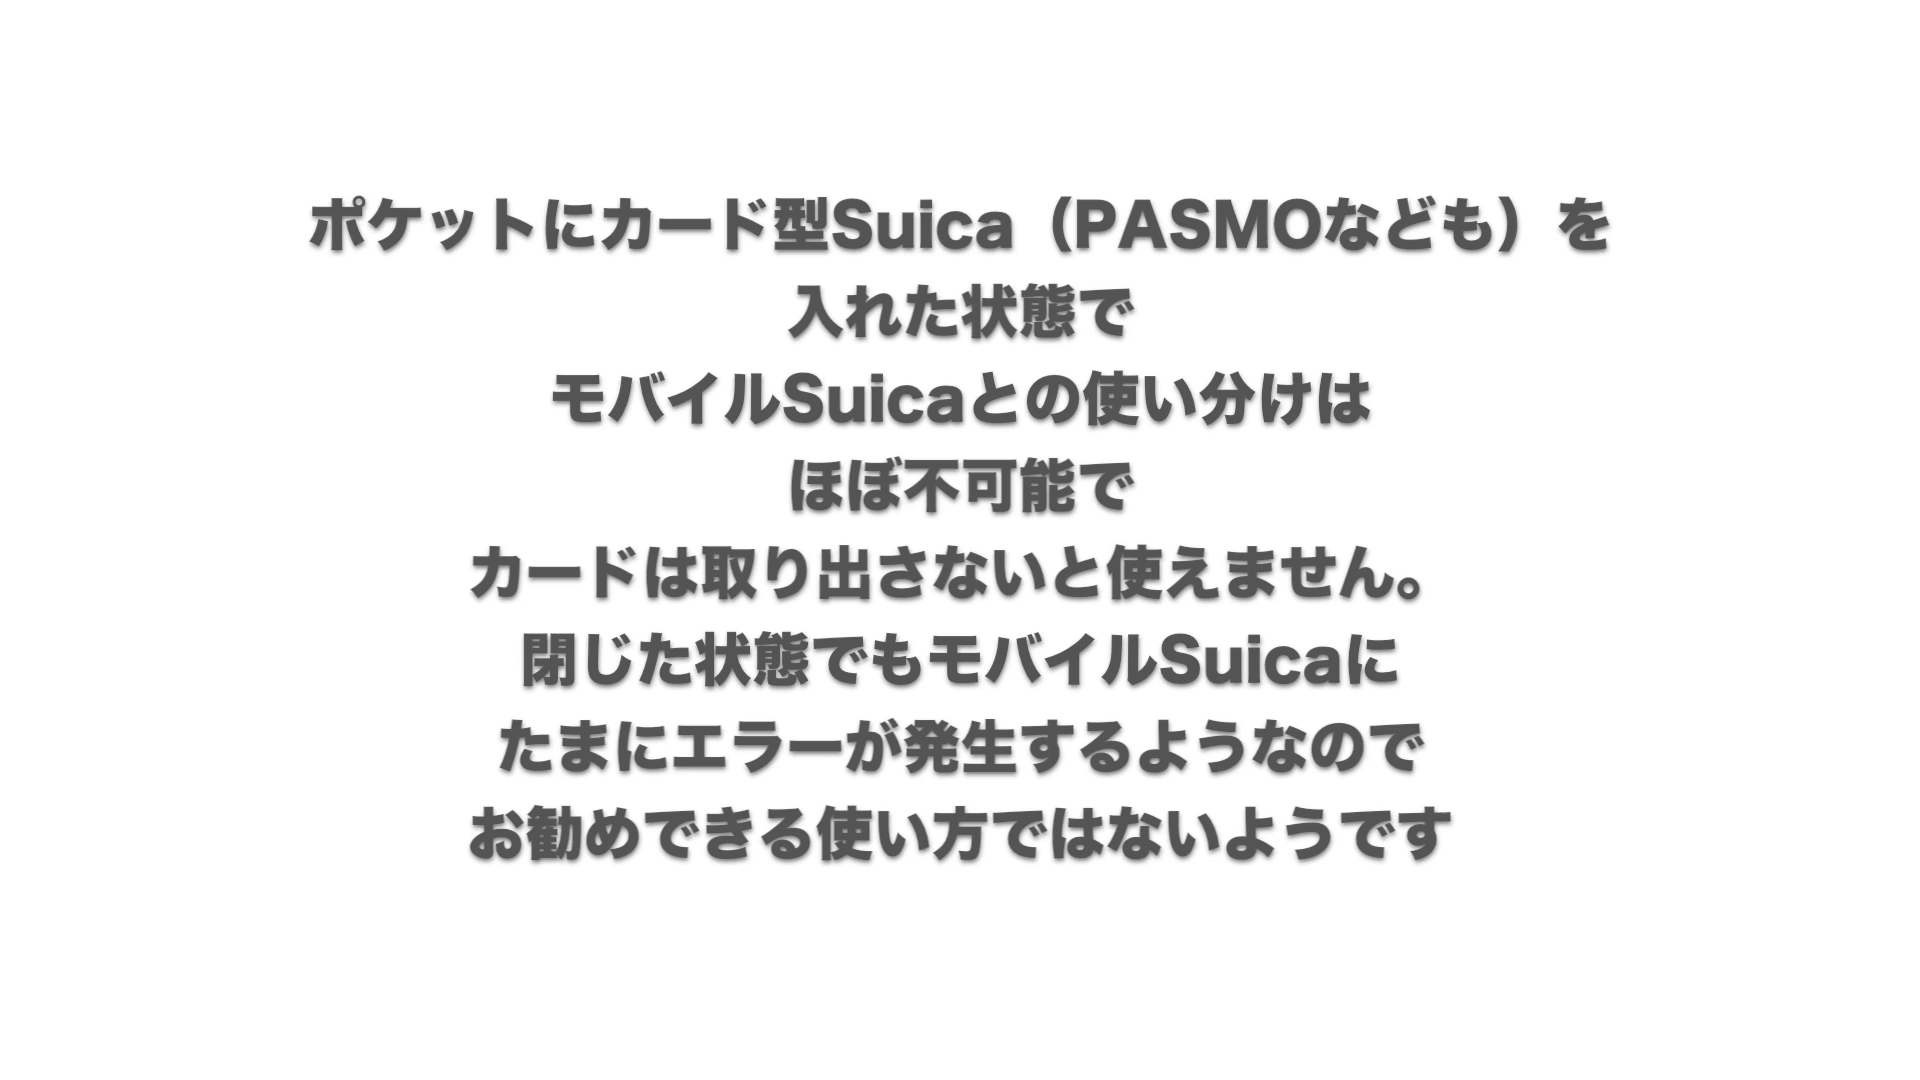 ポケットにカード型Suica（PASMOなども）を
入れた状態で
モバイルSuicaとの使い分けは
ほぼ不可能で
カードは取り出さないと使えません。
閉じた状態でもモバイルSuicaに
たまにエラーが発生するようなので
お勧めできる使い方ではないようです